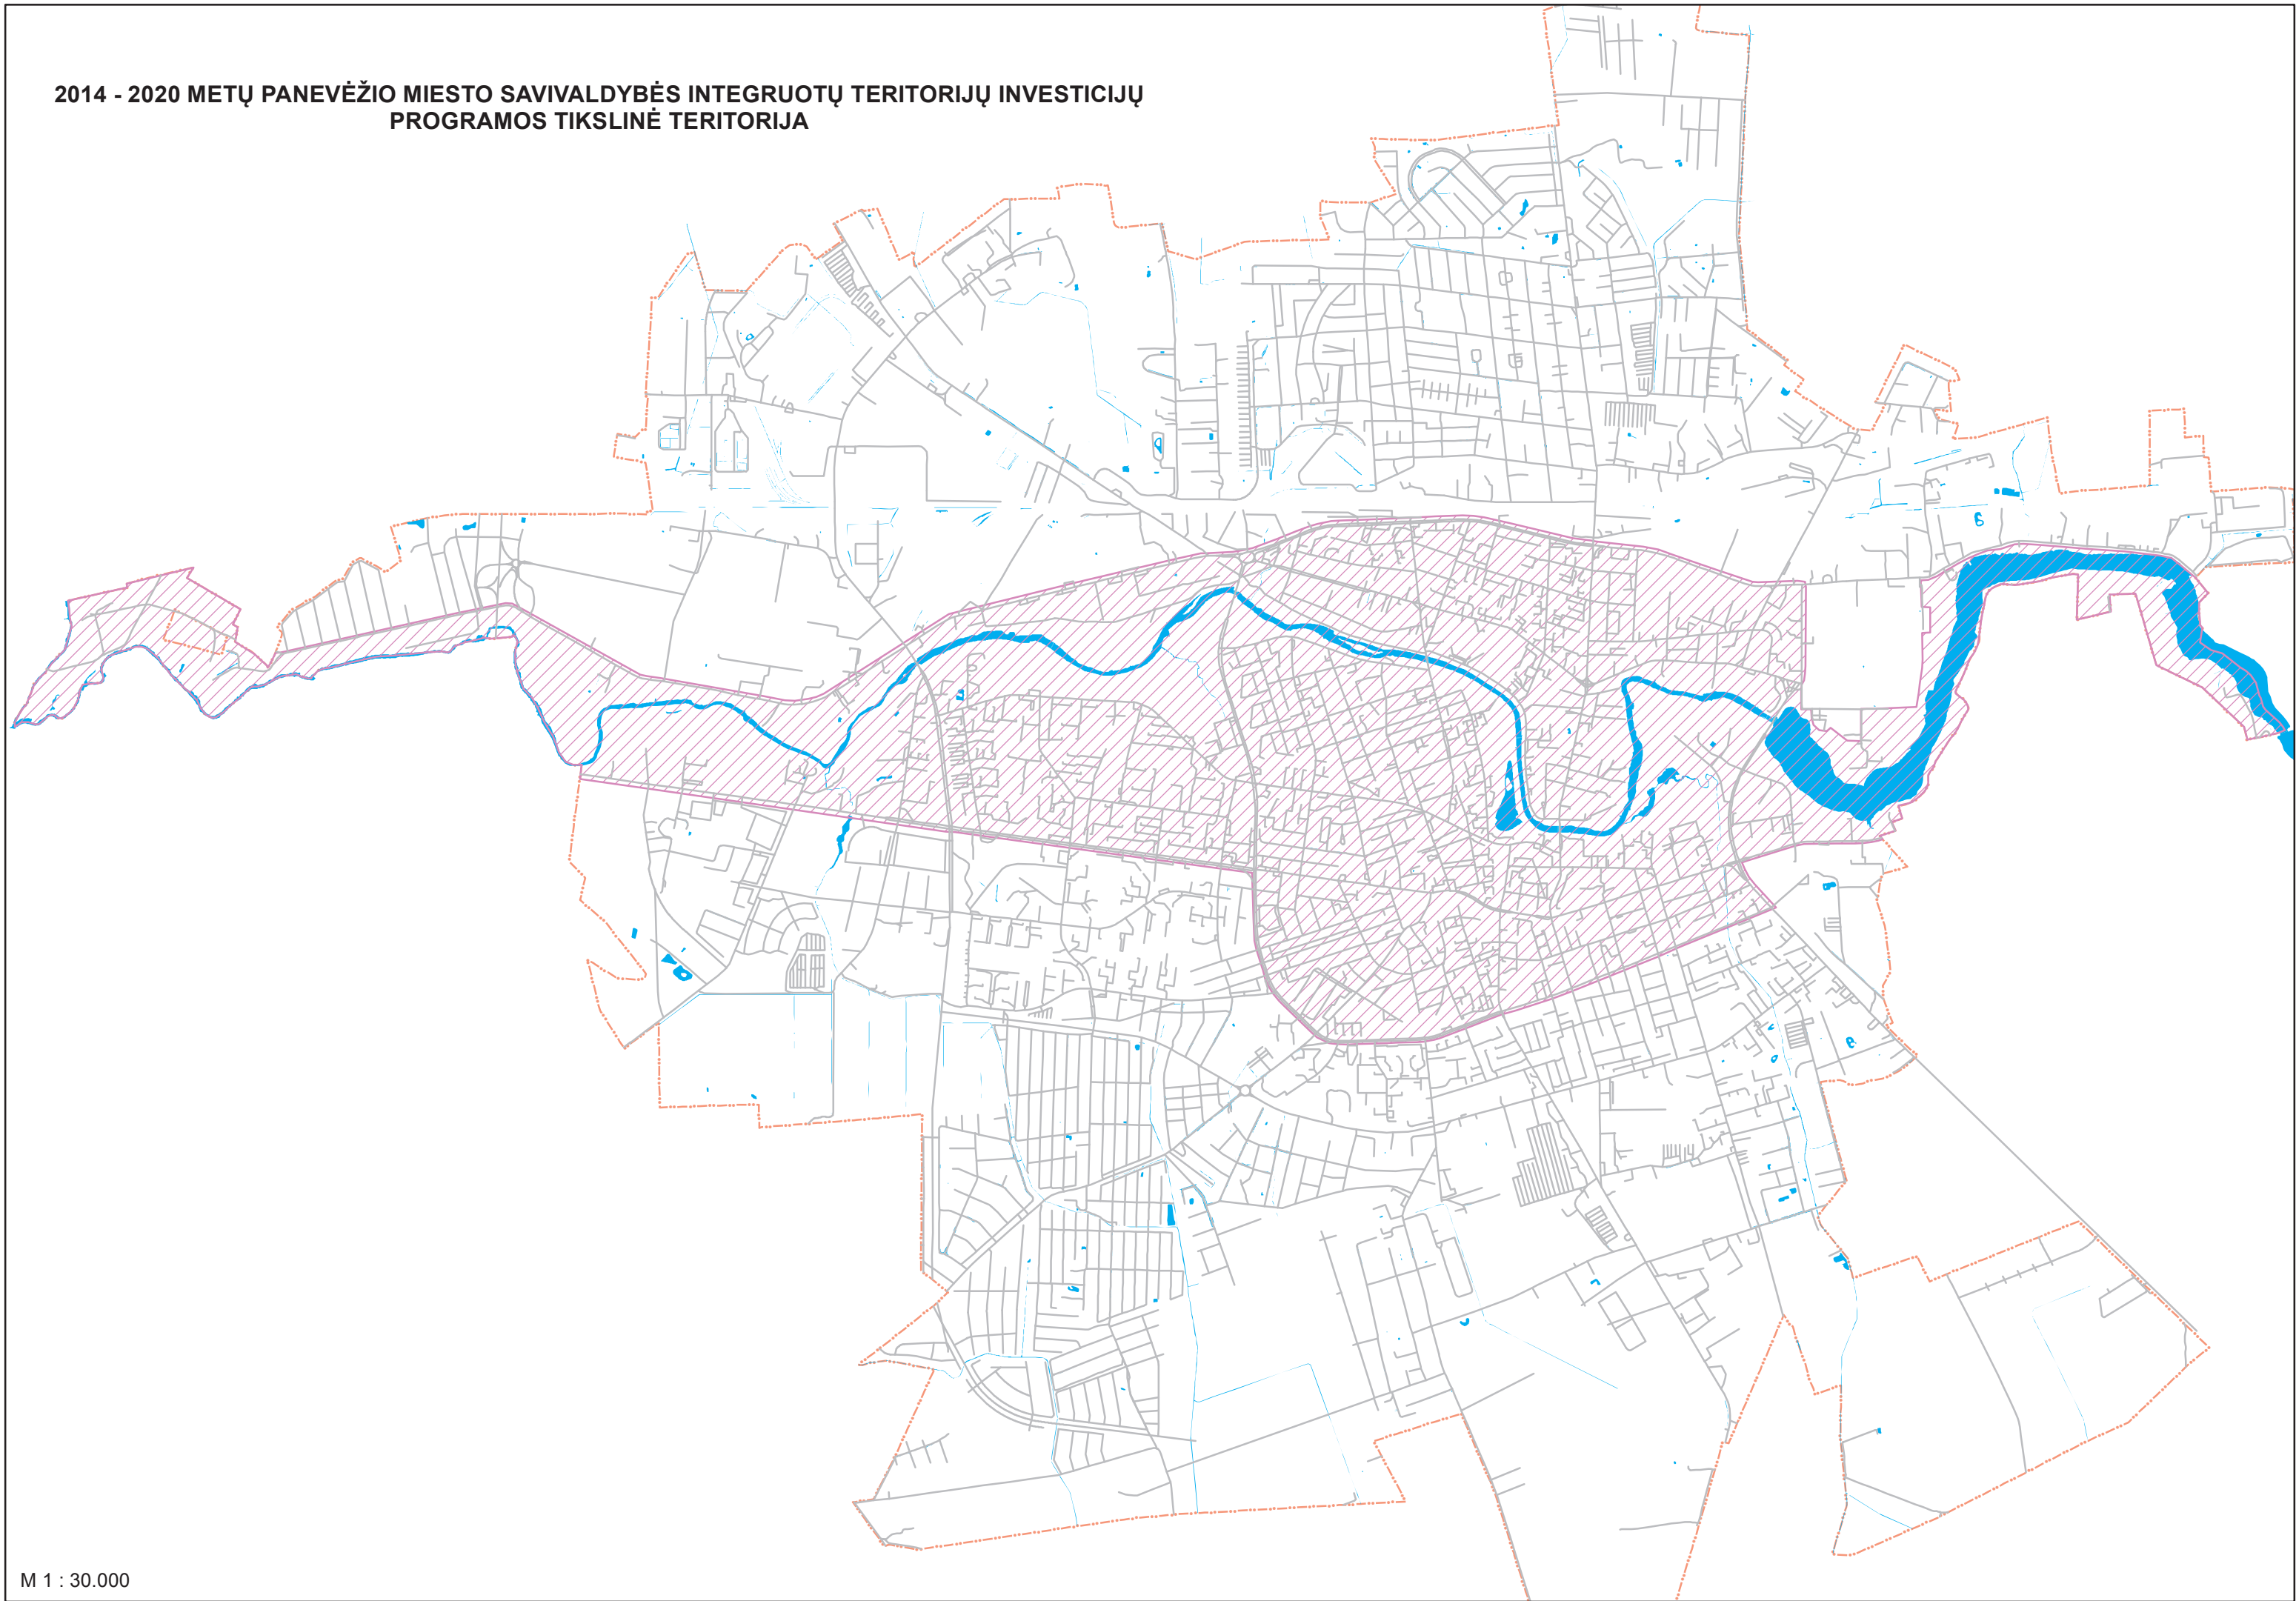 2014 - 2020 METŲ PANEVĖŽIO MIESTO SAVIVALDYBĖS INTEGRUOTŲ TERITORIJŲ INVESTICIJŲ
PROGRAMOS TIKSLINĖ TERITORIJA
M 1 : 30.000